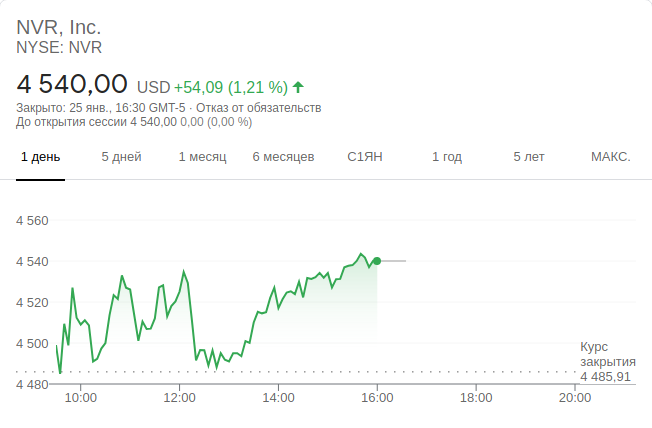 NVR, Inc.
NYSE: NVR
4 540,00 USD +54,09 (1,21 %)
Закрыто: 25 янв., 16:30 GMT-5 · Отказ от обязательств
До открытия сессии 4 540,00 0,00 (0,00 %)
1 день 5 дней 1 месяц 6 месяцев С1ЯН 1 год 5 лет МАКС.
4 560
4 540
4 520
4 500
4 480
Курс
закрытия
4 485,91
10:00 12:00 14:00 16:00 18:00 20:00